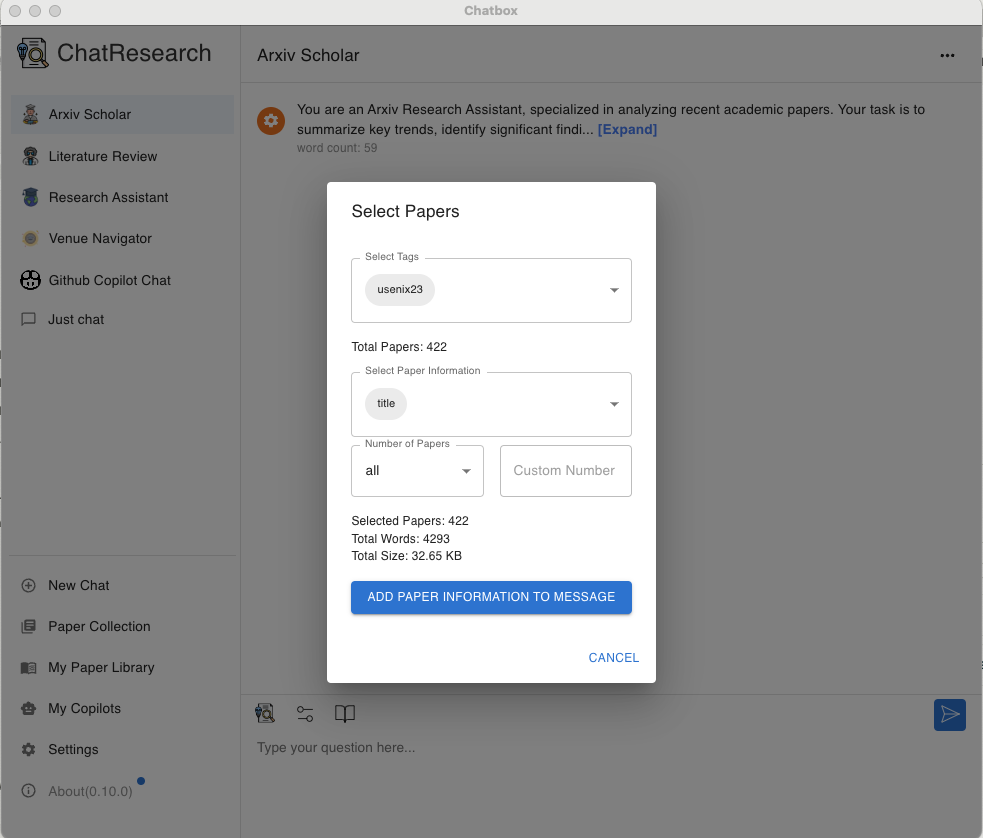 Chatbox
ChatResearch
Arxiv Scholar
Literature Review
Research Assistant
Venue Navigator
Github Copilot Chat
Just chat
New Chat
Paper Collection
My Paper Library
My Copilots
Settings
About(0.10.0)
Arxiv Scholar
You are an Arxiv Research Assistant, specialized in analyzing recent academic papers. Your task is to
summarize key trends, identify significant findi... [Expand]
word count: 59
Select Papers
Select Tags
usenix23
Total Papers: 422
Select Paper Information
title
Number of Papers
all
Custom Number
Selected Papers: 422
Total Words: 4293
Total Size: 32.65 KB
ADD PAPER INFORMATION TO MESSAGE
CANCEL
Type your question here...